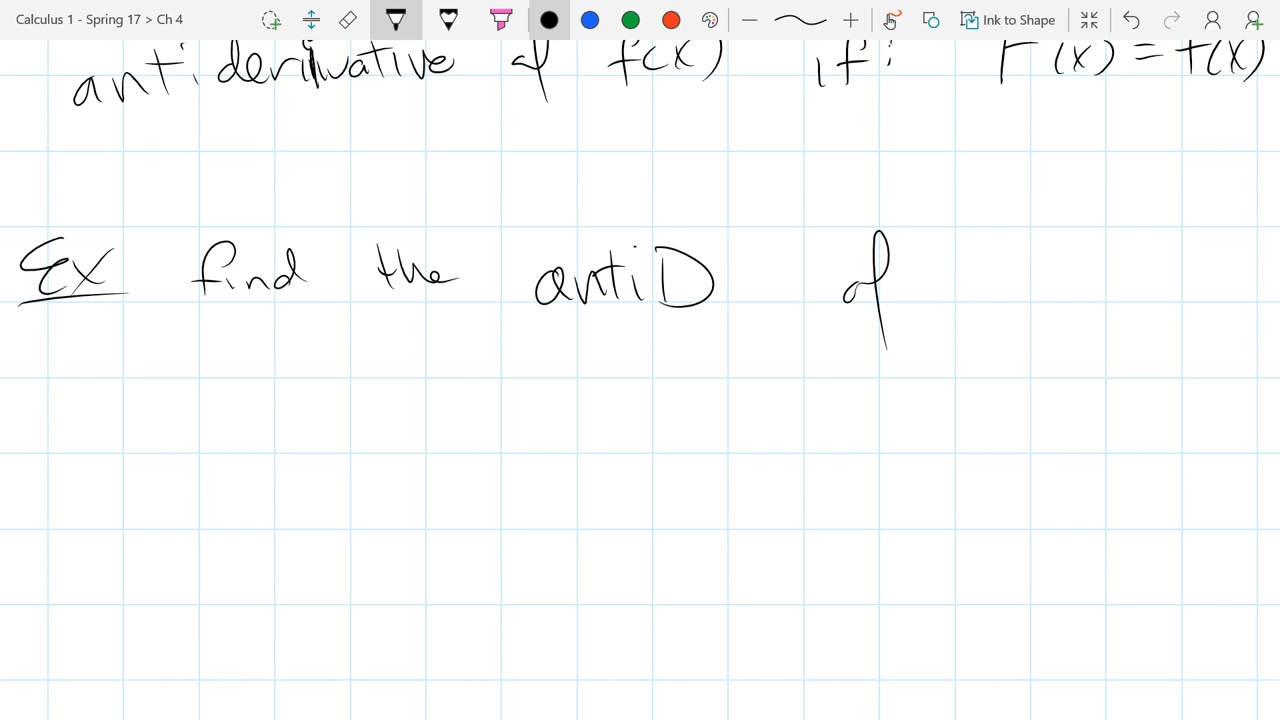 Calculus 1 - Spring 17 > Ch 4
Ink to Shape
antiderivative of f(x) if: F'(x) = f(x)
Ex find the antiD of